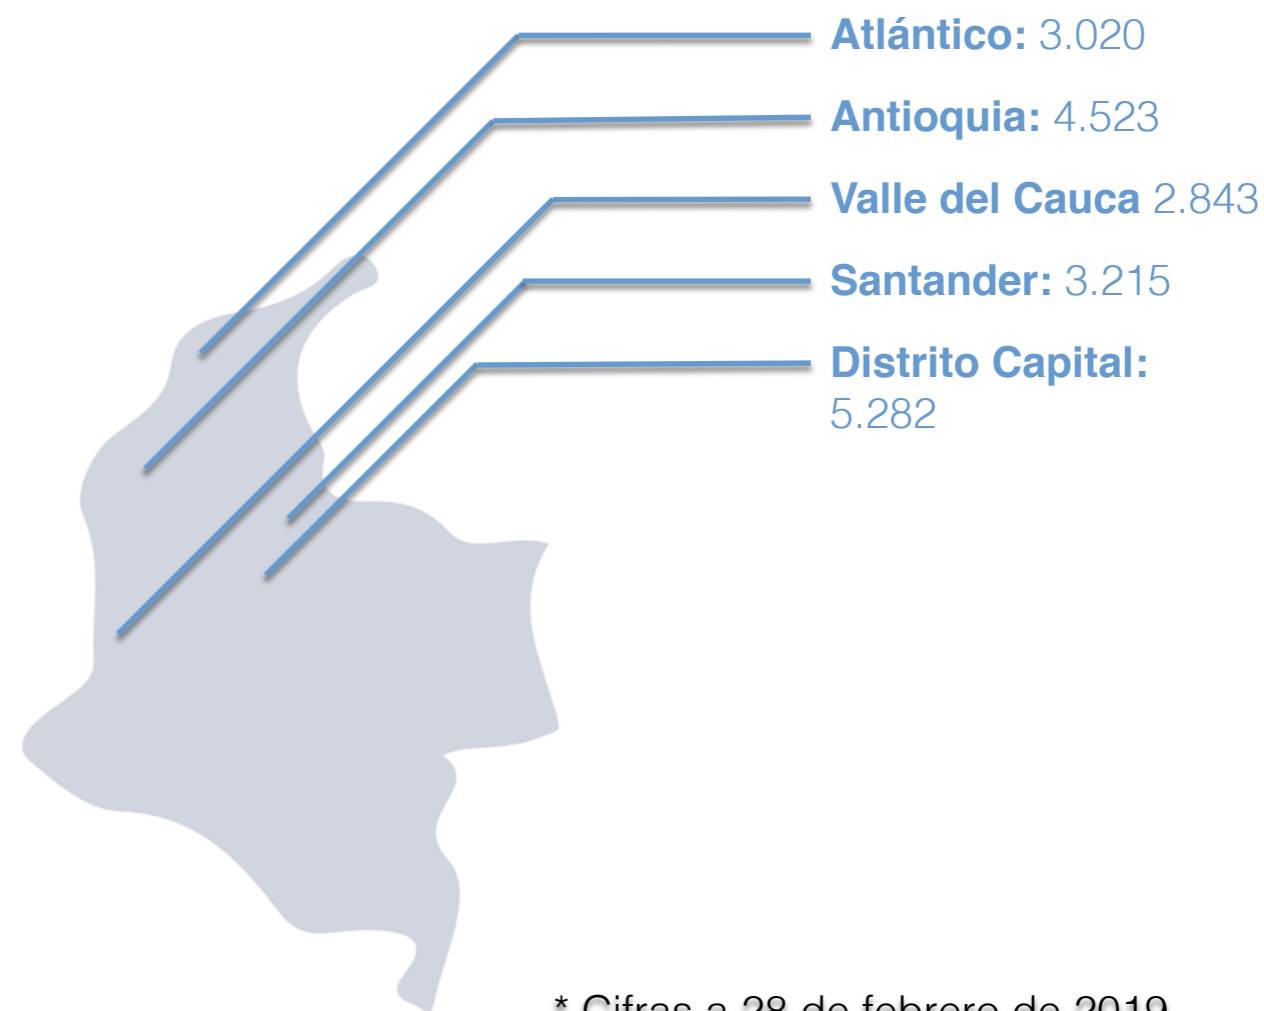 Atlántico: 3.020
Antioquia: 4.523
Valle del Cauca 2.843
Santander: 3.215
Distrito Capital:
5.282
* Cifras a 28 de febrero de 2019